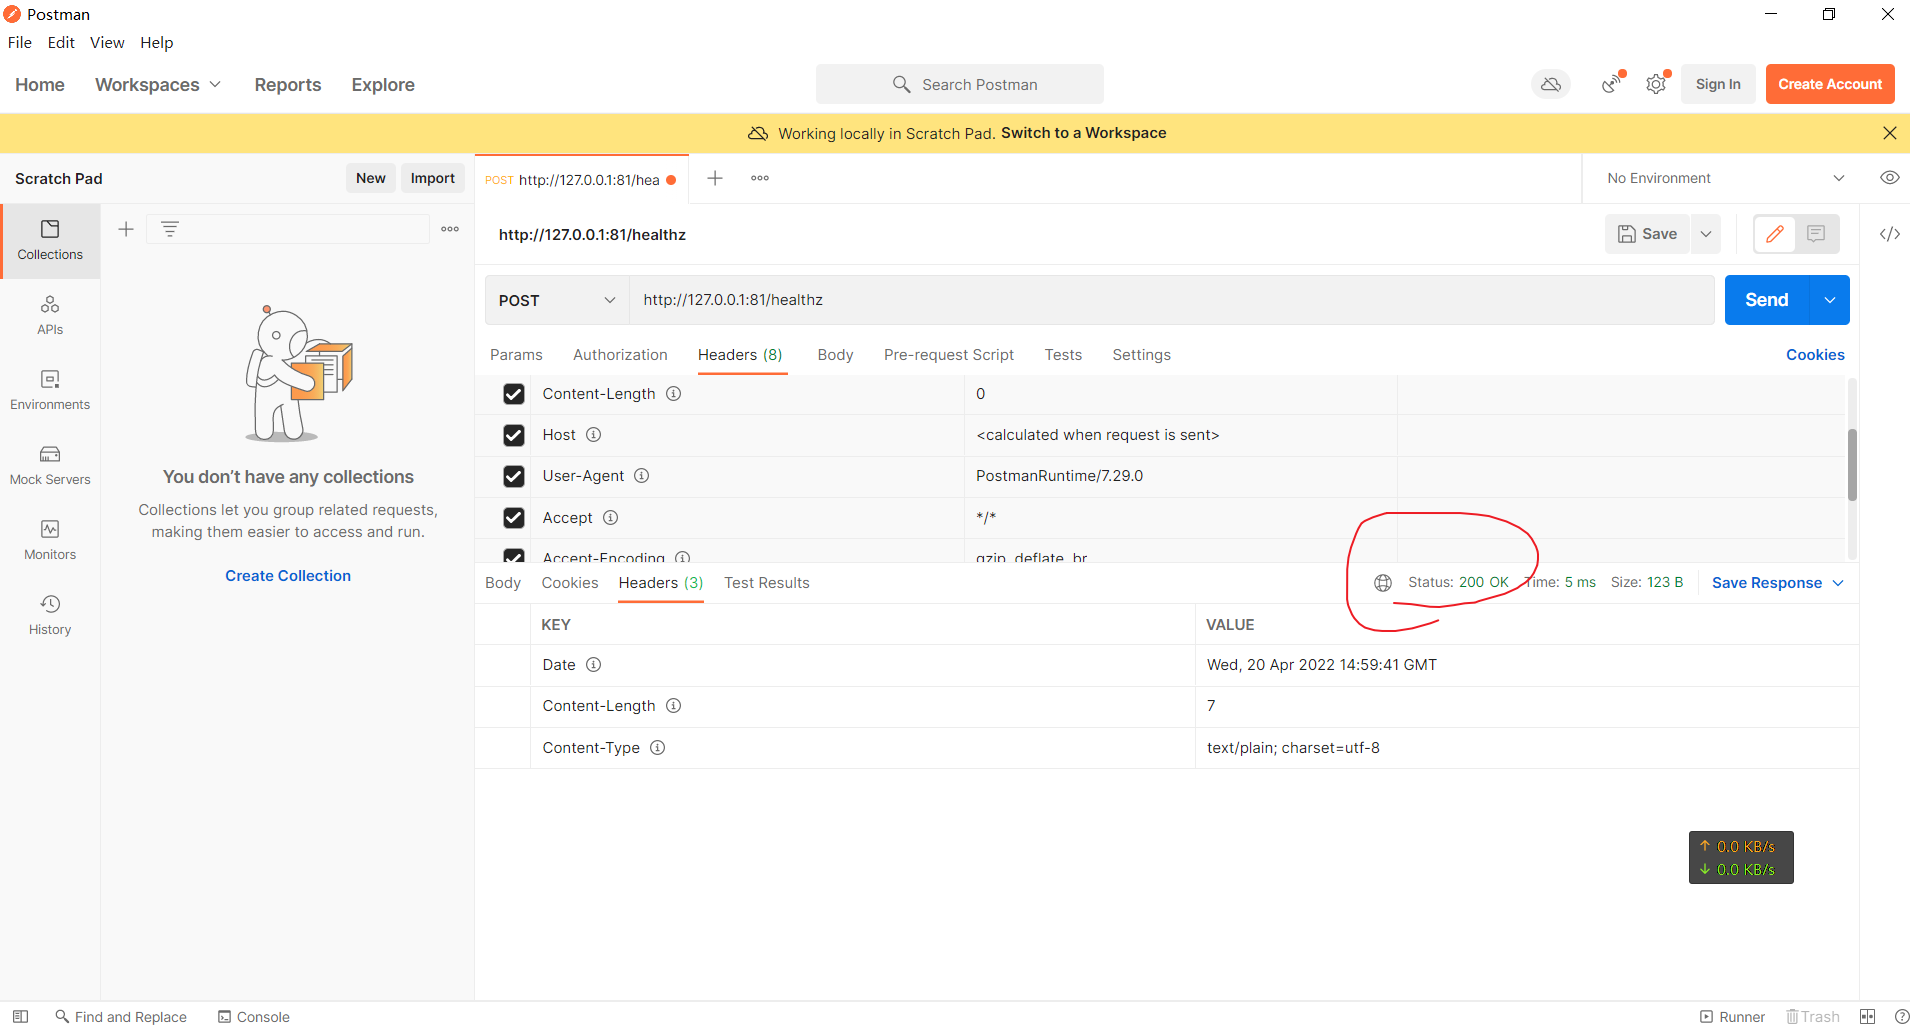 Postman
File Edit View Help
Home Workspaces Reports Explore Search Postman Sign In Create Account
Working locally in Scratch Pad. Switch to a Workspace
Scratch Pad New Import POST http://127.0.0.1:81/hea No Environment
Collections
http://127.0.0.1:81/healthz Save
POST http://127.0.0.1:81/healthz Send
APIs
Environments
Mock Servers
Monitors
History
You don't have any collections
Collections let you group related requests,
making them easier to access and run.
Create Collection
Params Authorization Headers (8) Body Pre-request Script Tests Settings Cookies
Content-Length 0
Host <calculated when request is sent>
User-Agent PostmanRuntime/7.29.0
Accept */*
Accept-Encoding gzip, deflate, br
Body Cookies Headers (3) Test Results Status: 200 OK Time: 5 ms Size: 123 B Save Response
KEY VALUE
Date Wed, 20 Apr 2022 14:59:41 GMT
Content-Length 7
Content-Type text/plain; charset=utf-8
↑ 0.0 KB/s
↓ 0.0 KB/s
Find and Replace Console Runner Trash